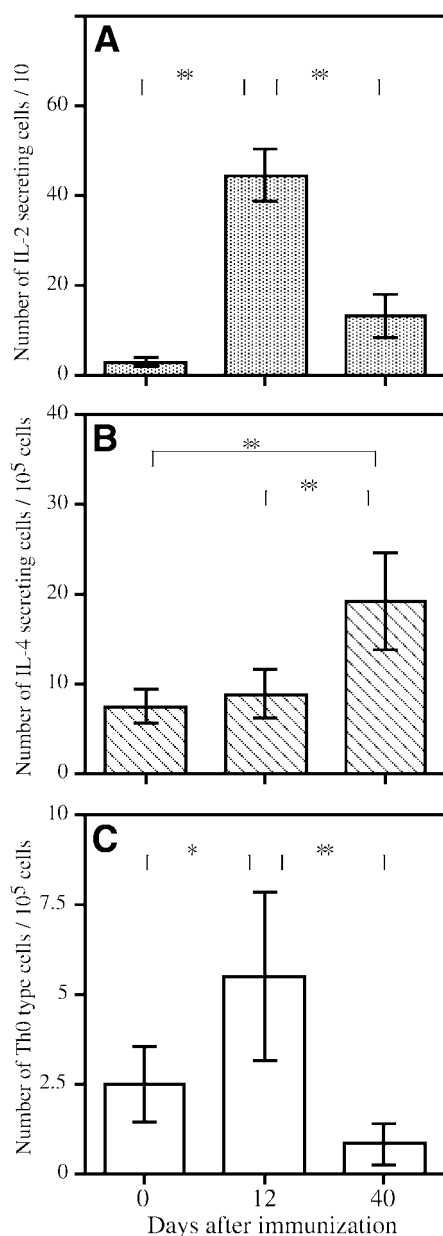 A
Number of IL-2 secreting cells / 10
60
40
20
0
** **
B
Number of IL-4 secreting cells / 10⁵ cells
40
30
20
10
0
**
**
C
Number of Th0 type cells / 10⁵ cells
10
7.5
5
2.5
0
* **
0 12 40
Days after immunization